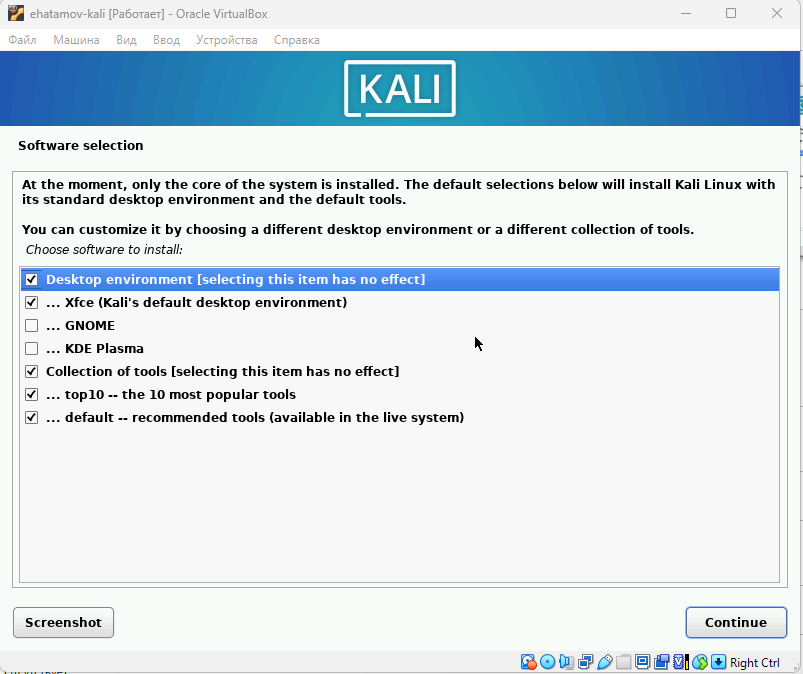 ehatamov-kali [Работает] - Oracle VirtualBox
Файл Машина Вид Ввод Устройства Справка
KALI
Software selection
At the moment, only the core of the system is installed. The default selections below will install Kali Linux with
its standard desktop environment and the default tools.
You can customize it by choosing a different desktop environment or a different collection of tools.
Choose software to install:
Desktop environment [selecting this item has no effect]
... Xfce (Kali's default desktop environment)
... GNOME
... KDE Plasma
Collection of tools [selecting this item has no effect]
... top10 -- the 10 most popular tools
... default -- recommended tools (available in the live system)
Screenshot Continue
Right Ctrl